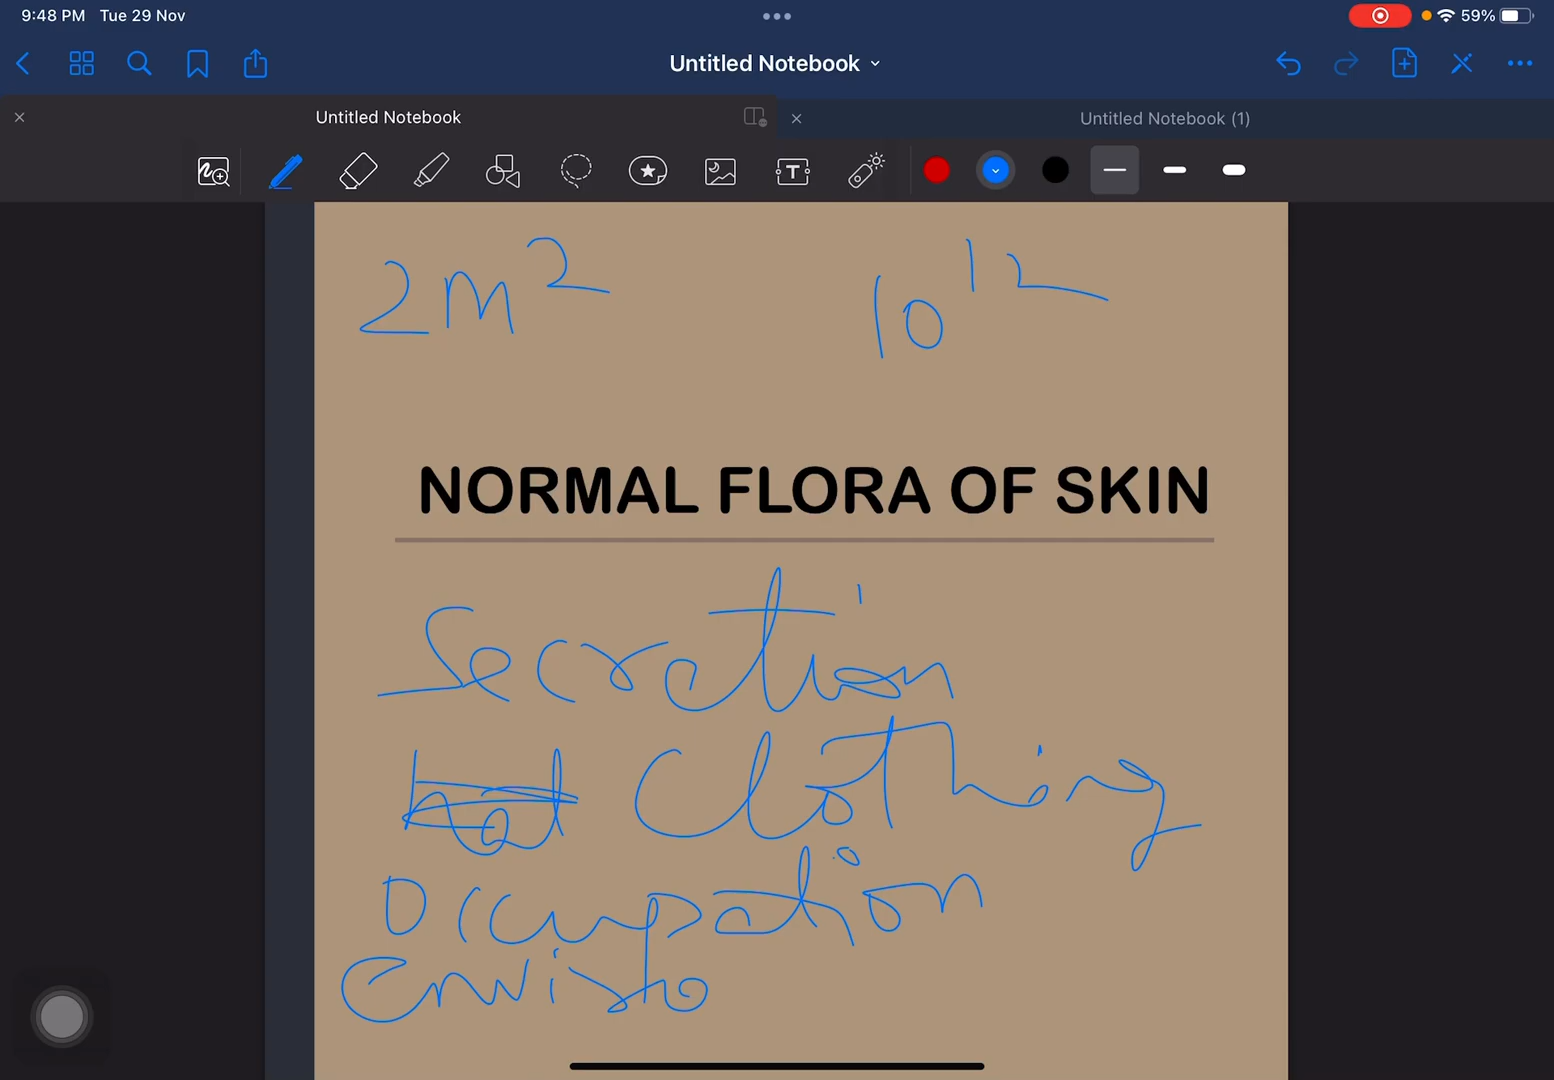 9:48 PM Tue 29 Nov
59%
Untitled Notebook
Untitled Notebook
Untitled Notebook (1)
T
2m² 10¹²
NORMAL FLORA OF SKIN
Secretion
Clothing
Occupation